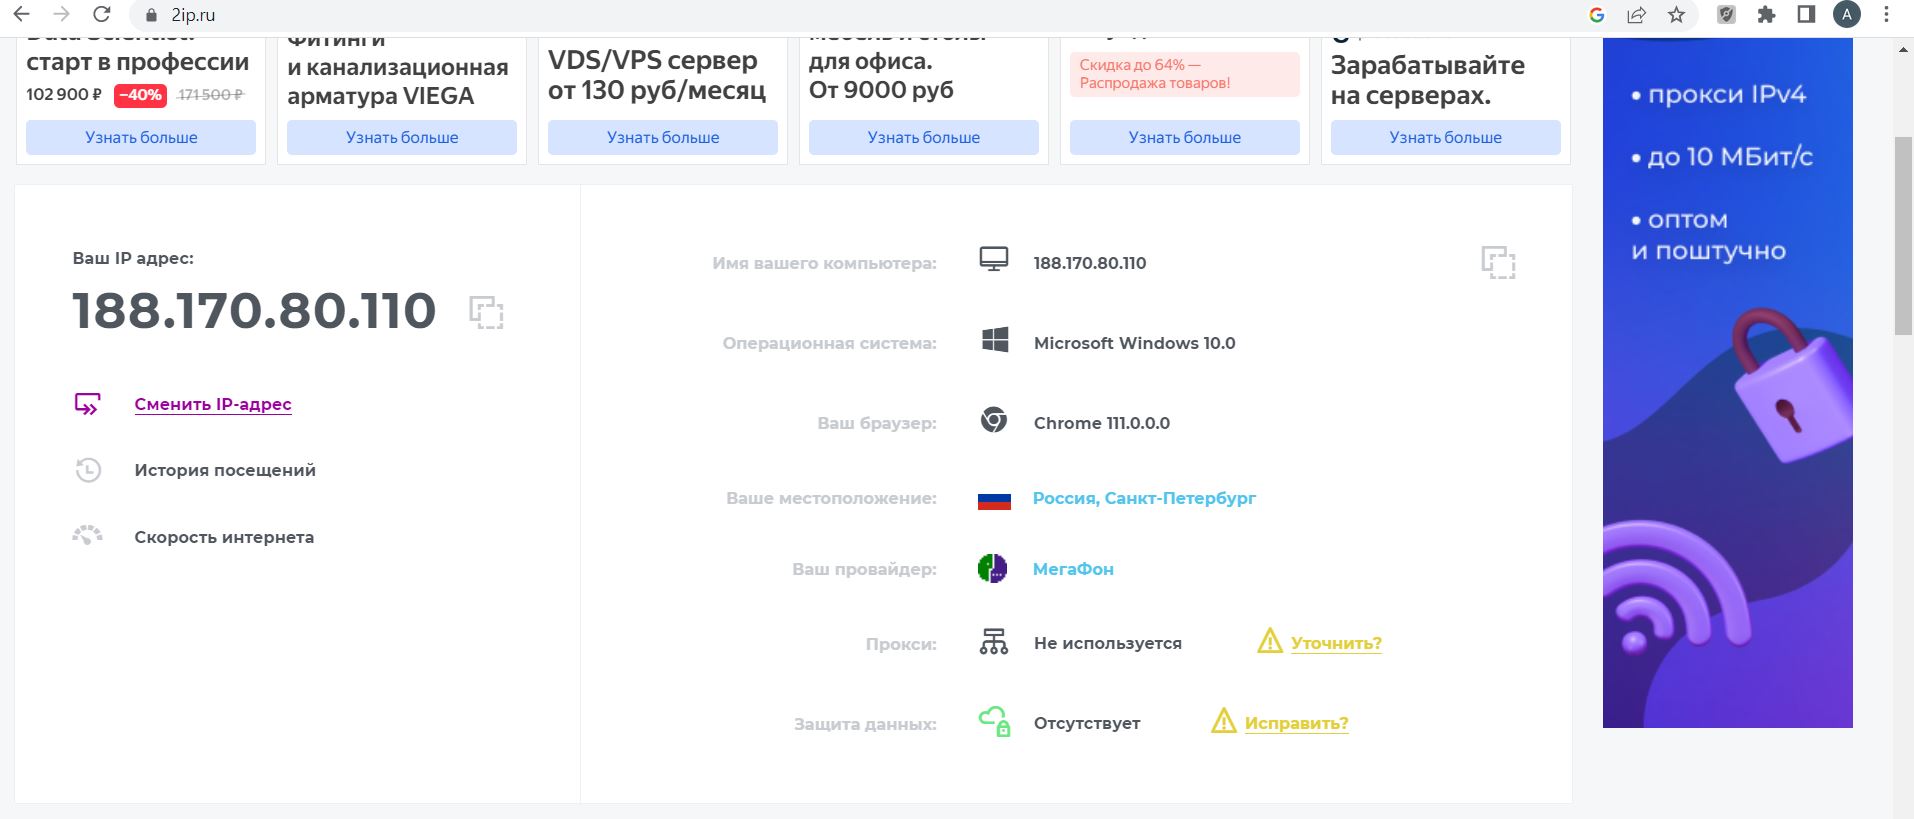 2ip.ru
A
старт в профессии
102 900 ₽ −40% 171 500 ₽
Узнать больше
Фитинги
и канализационная
арматура VIEGA
Узнать больше
VDS/VPS сервер
от 130 руб/месяц
Узнать больше
для офиса.
От 9000 руб
Узнать больше
Скидка до 64% —
Распродажа товаров!
Узнать больше
Зарабатывайте
на серверах.
Узнать больше
• прокси IPv4
• до 10 МБит/с
• оптом
и поштучно
Ваш IP адрес:
188.170.80.110
Сменить IP-адрес
История посещений
Скорость интернета
Имя вашего компьютера: 188.170.80.110
Операционная система: Microsoft Windows 10.0
Ваш браузер: Chrome 111.0.0.0
Ваше местоположение: Россия, Санкт-Петербург
Ваш провайдер: МегаФон
Прокси: Не используется Уточнить?
Защита данных: Отсутствует Исправить?